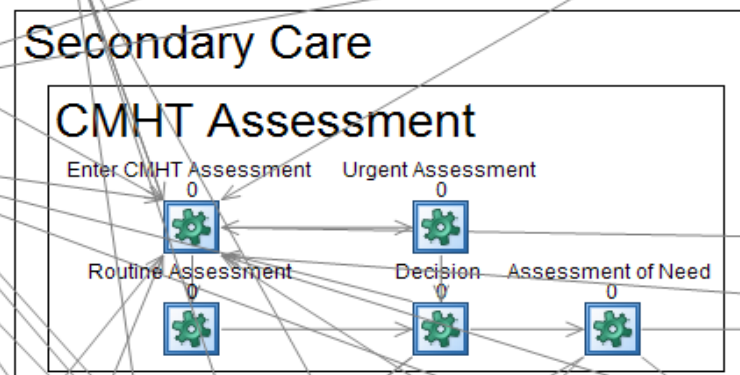 Secondary Care
CMHT Assessment
Enter CMHT Assessment
0
Urgent Assessment
0
Routine Assessment
0
Decision
0
Assessment of Need
0